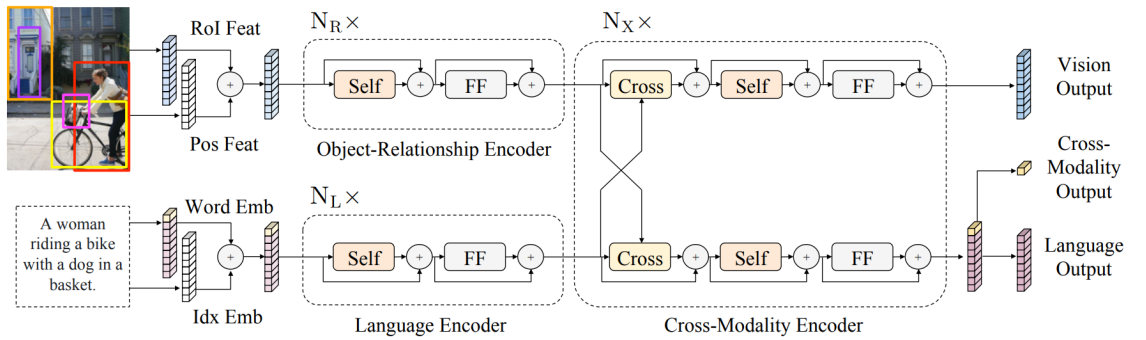 RoI Feat
+
Pos Feat
N_R ×
Self
+
FF
+
Object-Relationship Encoder
N_X ×
Cross
+
Self
+
FF
+
Vision
Output
Cross-
Modality
Output
A woman
riding a bike
with a dog in a
basket.
Word Emb
+
Idx Emb
N_L ×
Self
+
FF
+
Language Encoder
Cross
+
Self
+
FF
+
Cross-Modality Encoder
Language
Output